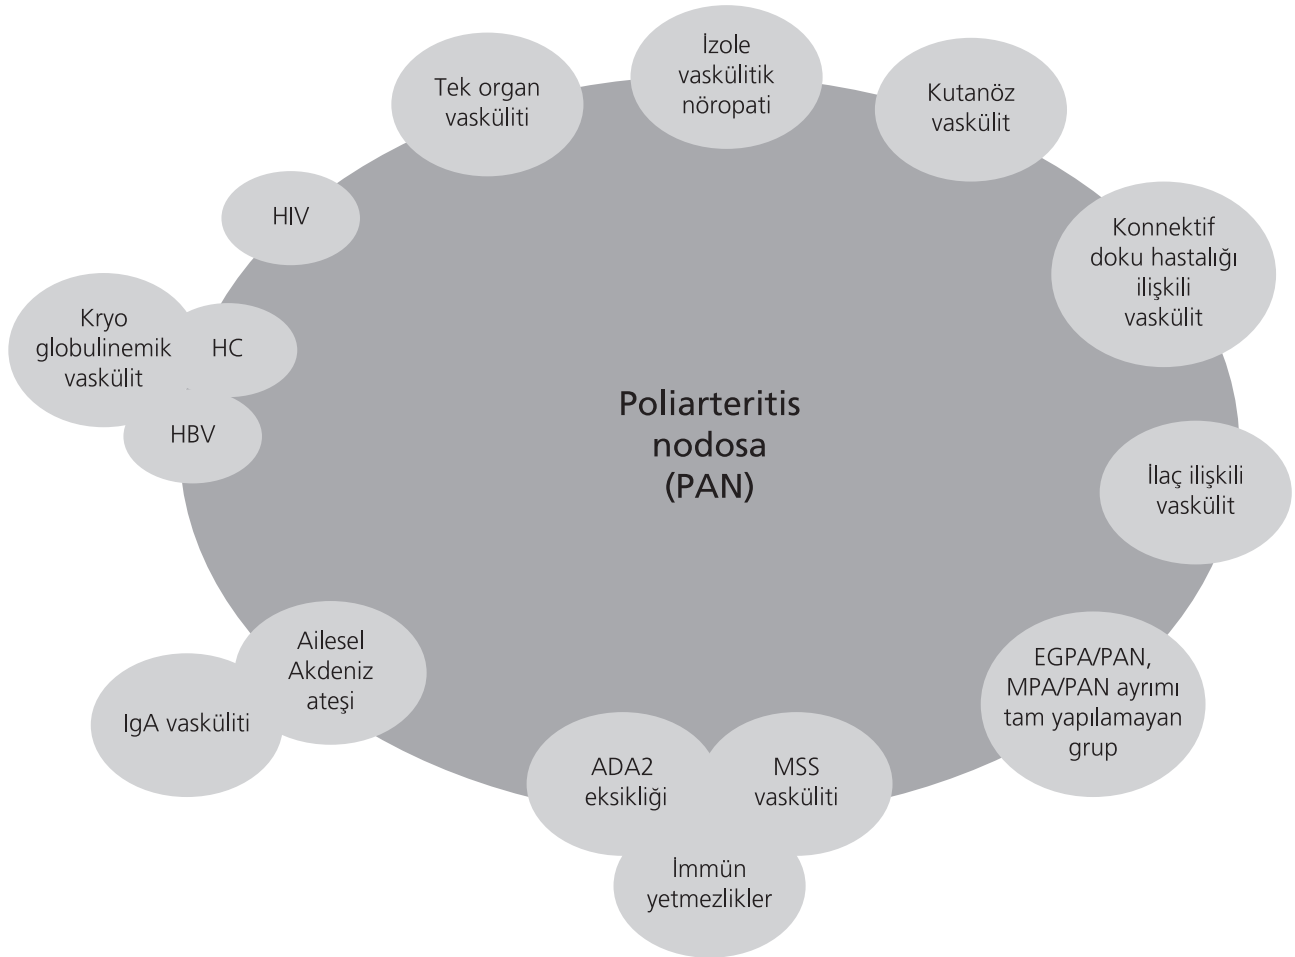 İzole
vaskülitik
nöropati
Tek organ
vasküliti
Kutanöz
vaskülit
HIV
Konnektif
doku hastalığı
ilişkili
vaskülit
Kryo
globulinemik
vaskülit
HC
HBV
Poliarteritis
nodosa
(PAN)
İlaç ilişkili
vaskülit
Ailesel
Akdeniz
ateşi
IgA vasküliti
EGPA/PAN,
MPA/PAN ayrımı
tam yapılamayan
grup
ADA2
eksikliği
MSS
vasküliti
İmmün
yetmezlikler